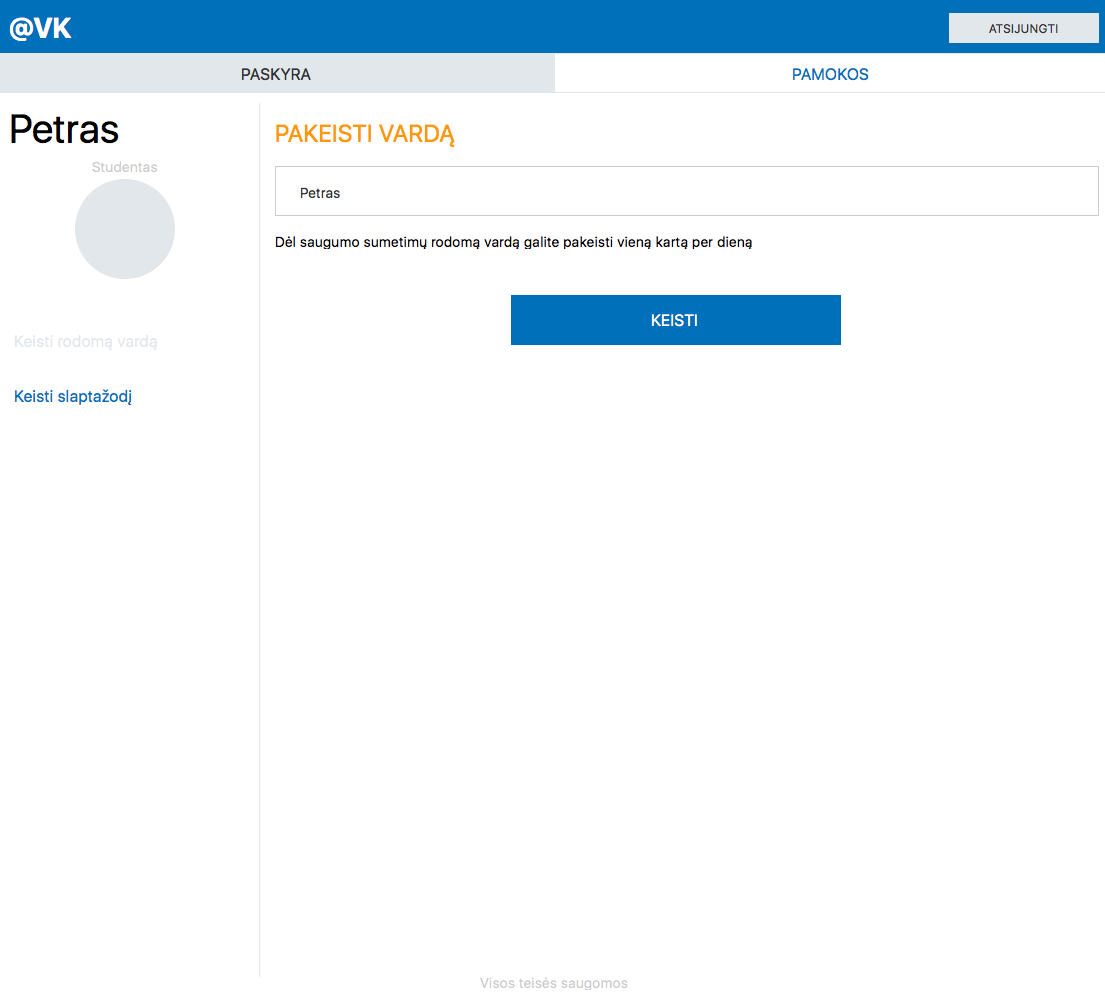 @VK
ATSIJUNGTI
PASKYRA
PAMOKOS
Petras
Studentas
Keisti rodomą vardą
Keisti slaptažodį
PAKEISTI VARDĄ
Petras
Dėl saugumo sumetimų rodomą vardą galite pakeisti vieną kartą per dieną
KEISTI
Visos teisės saugomos